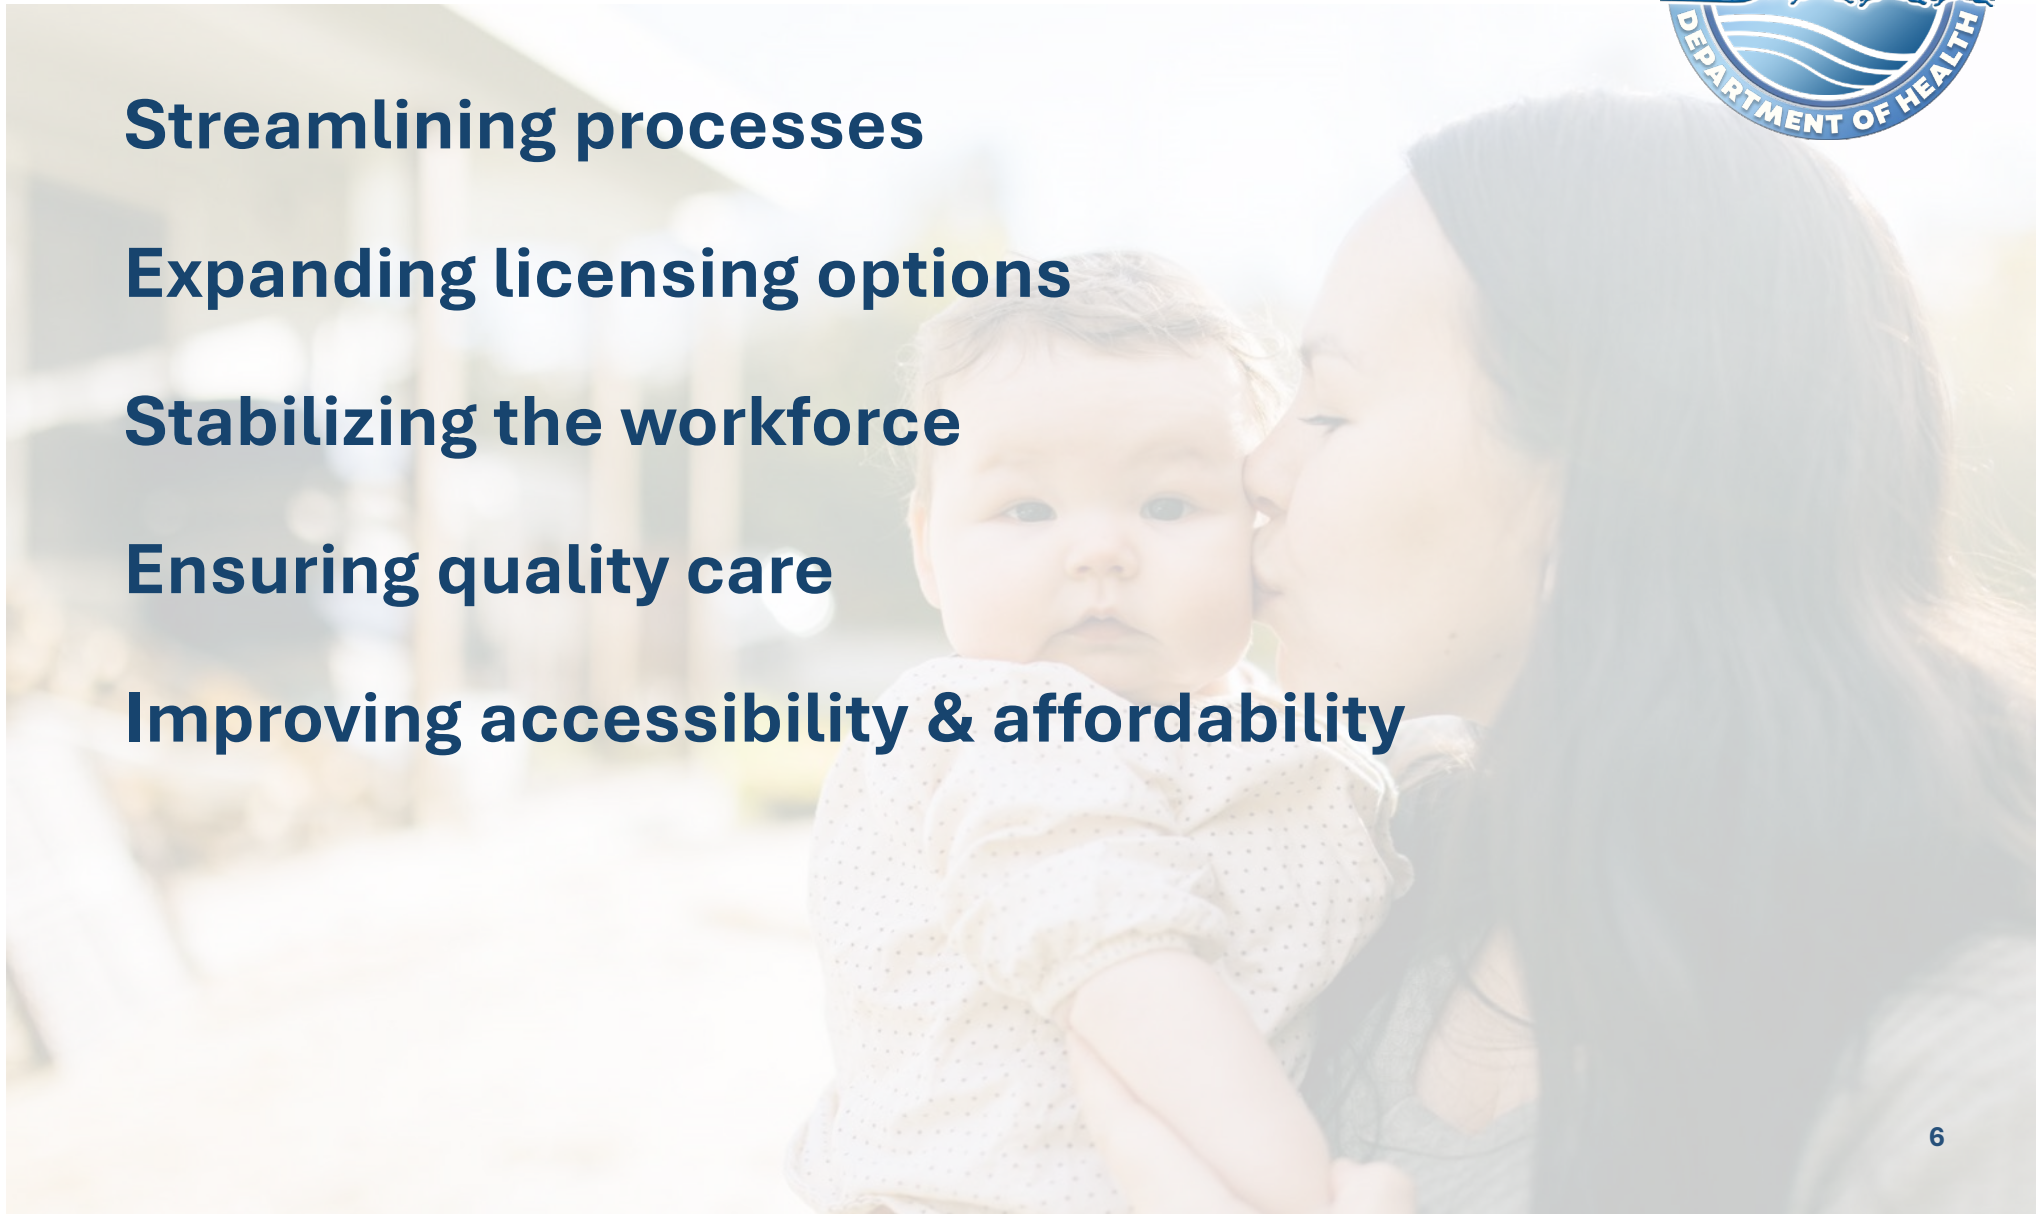 DEPARTMENT OF HEALTH
Streamlining processes
Expanding licensing options
Stabilizing the workforce
Ensuring quality care
Improving accessibility & affordability
6